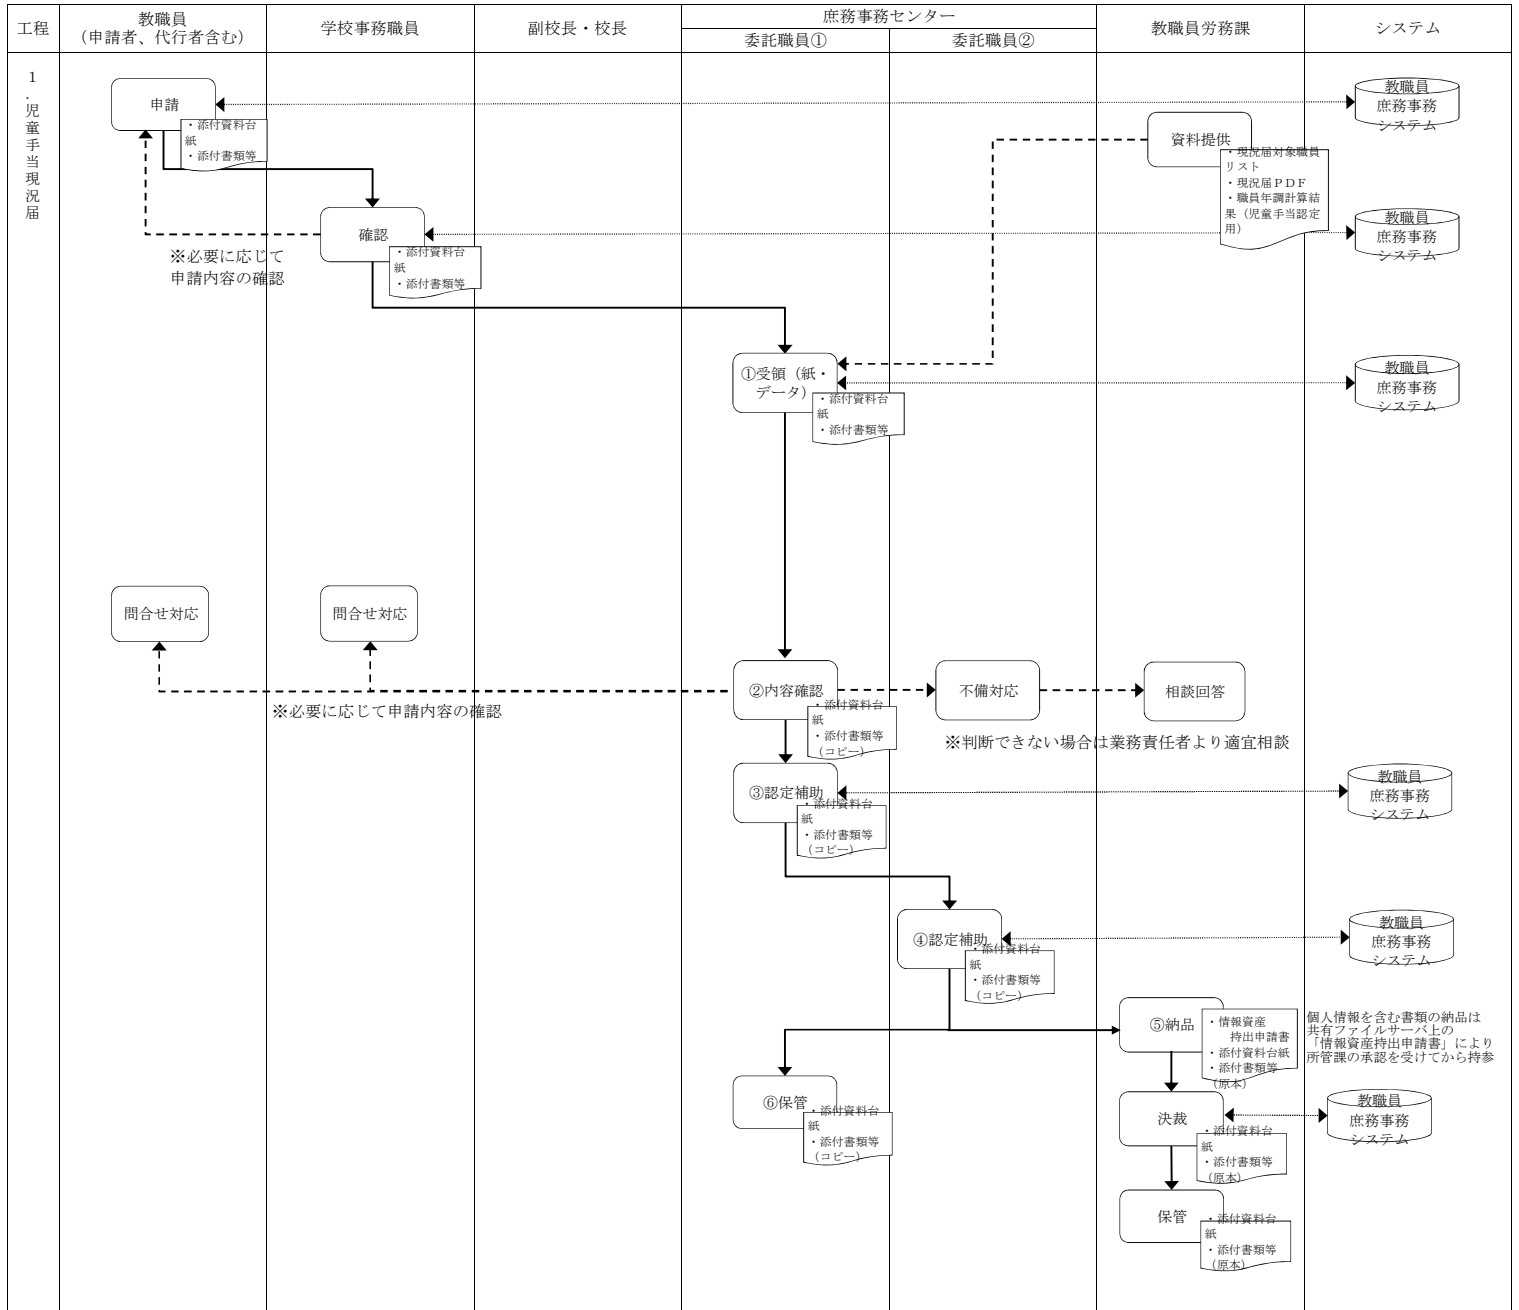 工程
教職員
（申請者、代行者含む）
学校事務職員
副校長・校長
庶務事務センター
委託職員①
委託職員②
教職員労務課
システム
1
.
児
童
手
当
現
況
届
申請
・添付資料台
紙
・添付書類等
教職員
庶務事務
システム
資料提供
・現況届対象職員
リスト
・現況届ＰＤＦ
・職員年調計算結
果（児童手当認定
用）
確認
・添付資料台
紙
・添付書類等
教職員
庶務事務
システム
※必要に応じて
申請内容の確認
①受領（紙・
データ）
・添付資料台
紙
・添付書類等
教職員
庶務事務
システム
問合せ対応
問合せ対応
②内容確認
・添付資料台
紙
・添付書類等
（コピー）
不備対応
相談回答
※必要に応じて申請内容の確認
※判断できない場合は業務責任者より適宜相談
③認定補助
・添付資料台
紙
・添付書類等
（コピー）
教職員
庶務事務
システム
④認定補助
・添付資料台
紙
・添付書類等
（コピー）
教職員
庶務事務
システム
⑤納品
・情報資産
持出申請書
・添付資料台紙
・添付書類等
（原本）
個人情報を含む書類の納品は
共有ファイルサーバ上の
「情報資産持出申請書」により
所管課の承認を受けてから持参
⑥保管
・添付資料台
紙
・添付書類等
（コピー）
決裁
・添付資料台
紙
・添付書類等
（原本）
教職員
庶務事務
システム
保管
・添付資料台
紙
・添付書類等
（原本）